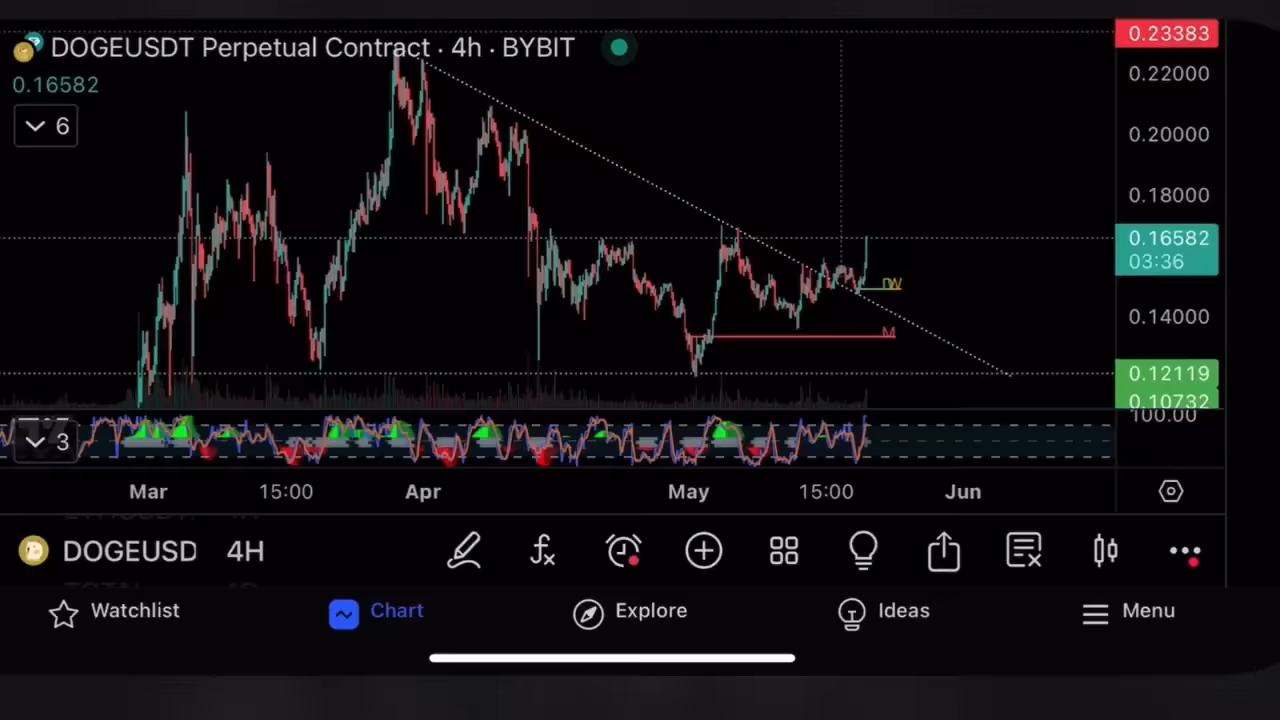 DOGEUSDT Perpetual Contract · 4h · BYBIT
0.16582
6
0.23383
0.22000
0.20000
0.18000
0.16582
03:36
DW
0.14000
M
0.12119
0.10732
100.00
3
Mar
15:00
Apr
May
15:00
Jun
DOGEUSD
4H
Watchlist
Chart
Explore
Ideas
Menu